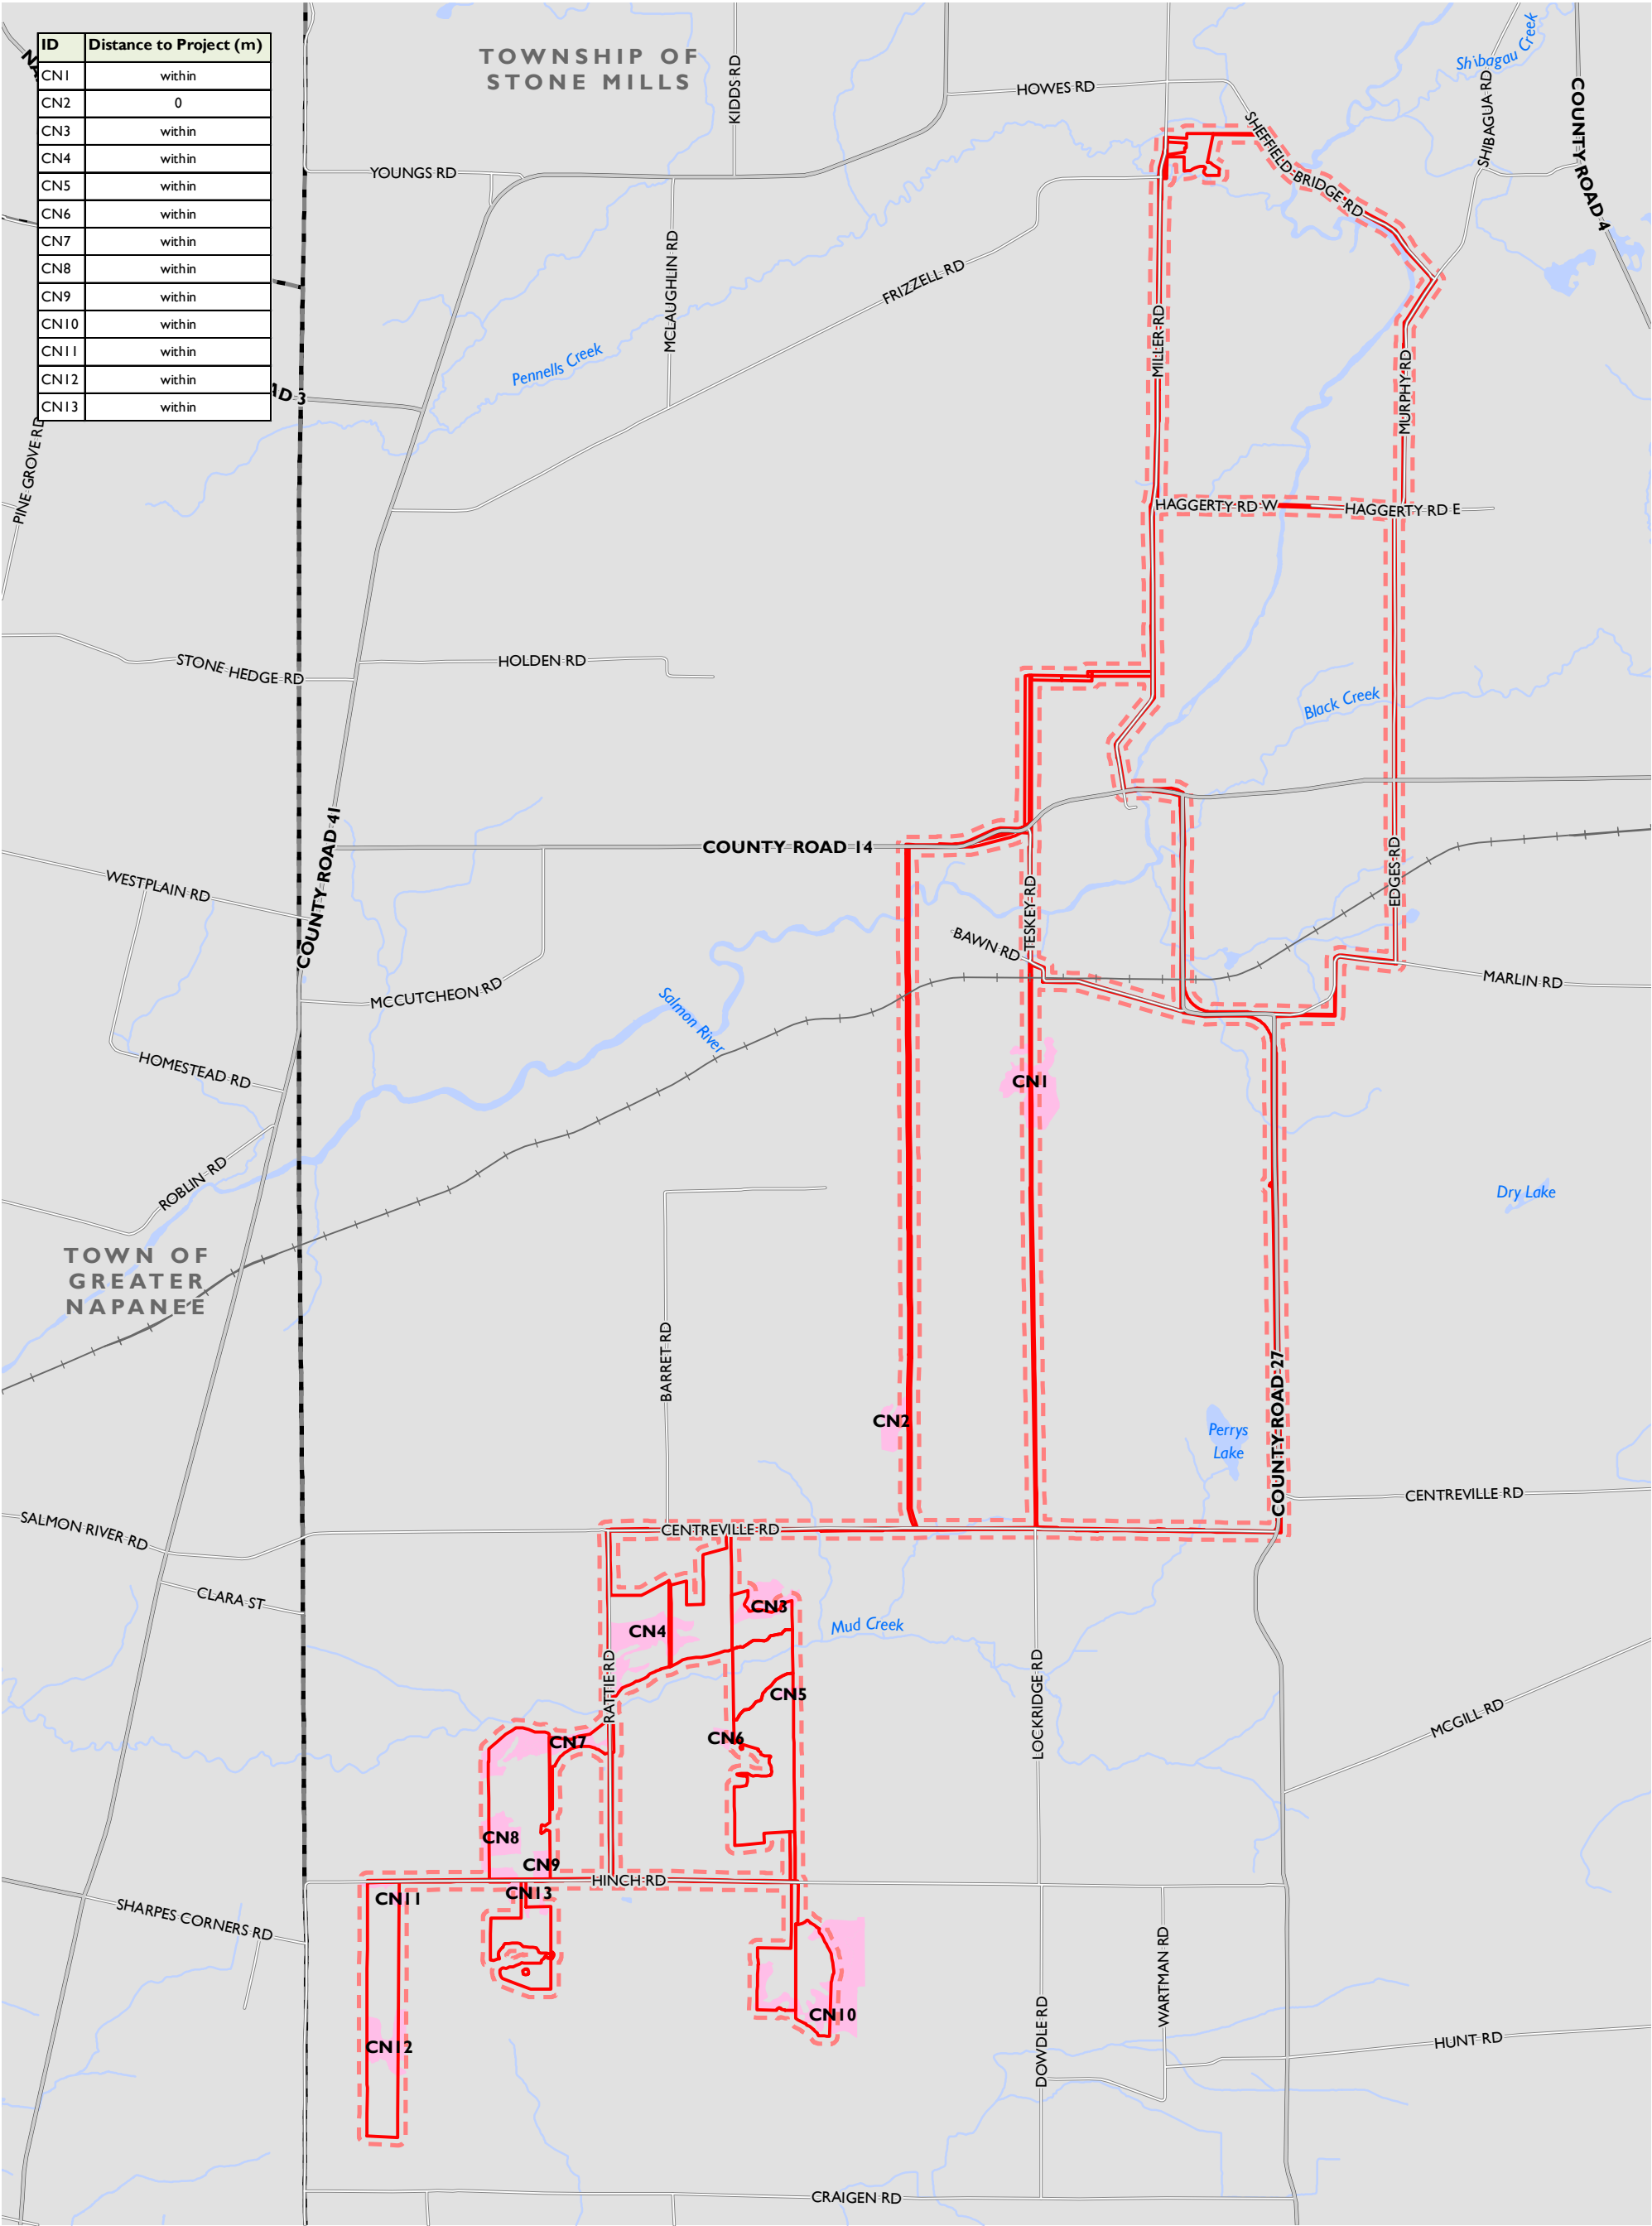 ID Distance to Project (m)
CN1 within
CN2 0
CN3 within
CN4 within
CN5 within
CN6 within
CN7 within
CN8 within
CN9 within
CN10 within
CN11 within
CN12 within
CN13 within
TOWNSHIP OF
STONE MILLS
KIDDS RD
HOWES RD
Shibagau Creek
SHIBAGUA RD
COUNTY ROAD 4
SHEFFIELD BRIDGE RD
YOUNGS RD
MCLAUGHLIN RD
FRIZZELL RD
MILLER RD
Pennells Creek
MURPHY RD
AD 3
PINE GROVE RD
HAGGERTY RD W
HAGGERTY RD E
STONE HEDGE RD
HOLDEN RD
Black Creek
COUNTY ROAD 41
COUNTY ROAD 14
WESTPLAIN RD
TESKEY RD
EDGES RD
BAWN RD
MARLIN RD
MCCUTCHEON RD
Salmon River
HOMESTEAD RD
CN1
ROBLIN RD
Dry Lake
TOWN OF
GREATER
NAPANEE
BARRET RD
COUNTY ROAD 27
CN2
Perrys
Lake
CENTREVILLE RD
SALMON RIVER RD
CENTREVILLE RD
CLARA ST
CN3
CN4
Mud Creek
RATTIE RD
LOCKRIDGE RD
CN5
MCGILL RD
CN6
CN7
CN8
CN9
HINCH RD
CN13
CN11
SHARPES CORNERS RD
WARTMAN RD
CN10
DOWDLE RD
CN12
HUNT RD
CRAIGEN RD